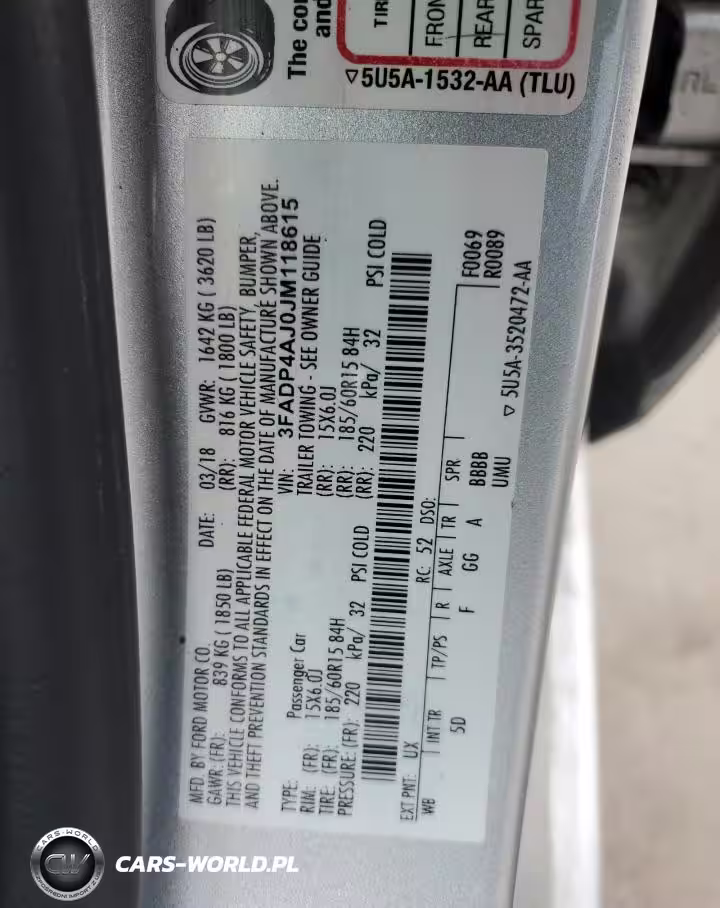 The co
and
TIR
FRON
REAR
SPAR
▽5U5A-1532-AA (TLU)
MFD. BY FORD MOTOR CO. DATE: 03/18 GVWR: 1642 KG ( 3620 LB)
GAWR: (FR): 839 KG ( 1850 LB) (RR): 816 KG ( 1800 LB)
THIS VEHICLE CONFORMS TO ALL APPLICABLE FEDERAL MOTOR VEHICLE SAFETY, BUMPER,
AND THEFT PREVENTION STANDARDS IN EFFECT ON THE DATE OF MANUFACTURE SHOWN ABOVE.
VIN: 3FADP4AJ0JM118615
TYPE: Passenger Car TRAILER TOWING - SEE OWNER GUIDE
RIM: (FR): 15X6.0J (RR): 15X6.0J
TIRE: (FR): 185/60R15 84H (RR): 185/60R15 84H
PRESSURE: (FR): 220 kPa/ 32 PSI COLD (RR): 220 kPa/ 32 PSI COLD
EXT PNT: UX RC: 52 DSO: F0069
WB INT TR TP/PS R AXLE TR SPR R0089
5D F GG A BBBB
UMU
▽ 5U5A-3520472-AA
CARS-WORLD
CW
CARS-WORLD.PL